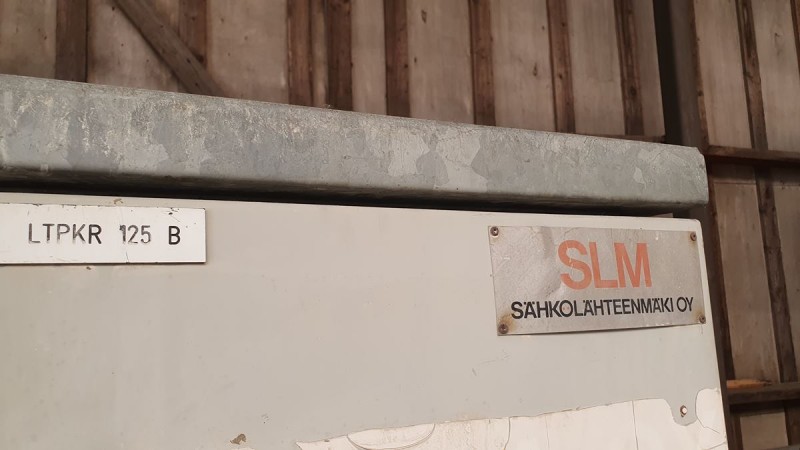 LTPKR 125 B
SLM
SÄHKOLÄHTEENMÄKI OY